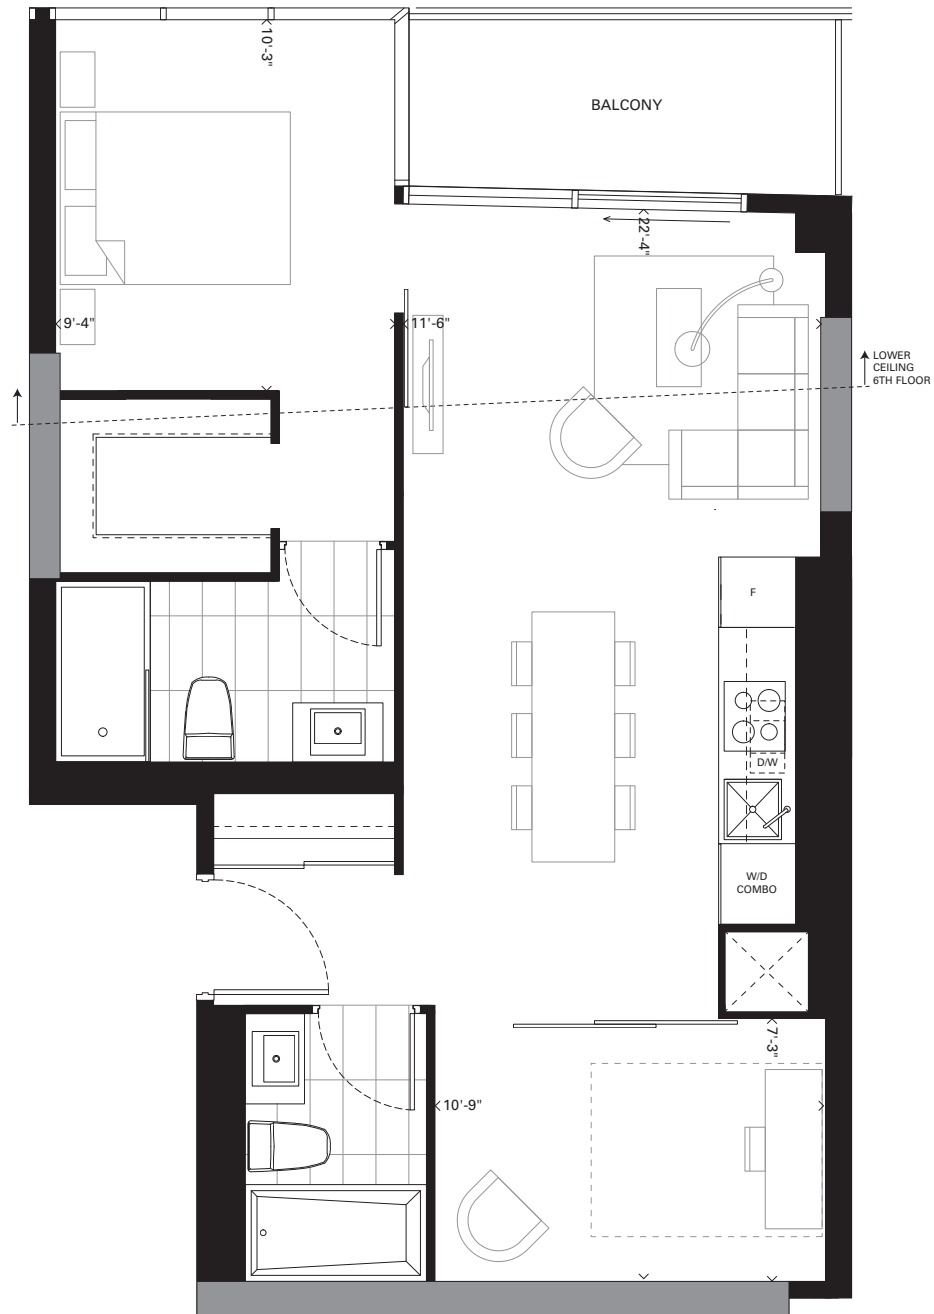 10'-3"
BALCONY
22'-4"
9'-4"
11'-6"
LOWER
CEILING
6TH FLOOR
F
D/W
W/D
COMBO
7'-3"
10'-9"